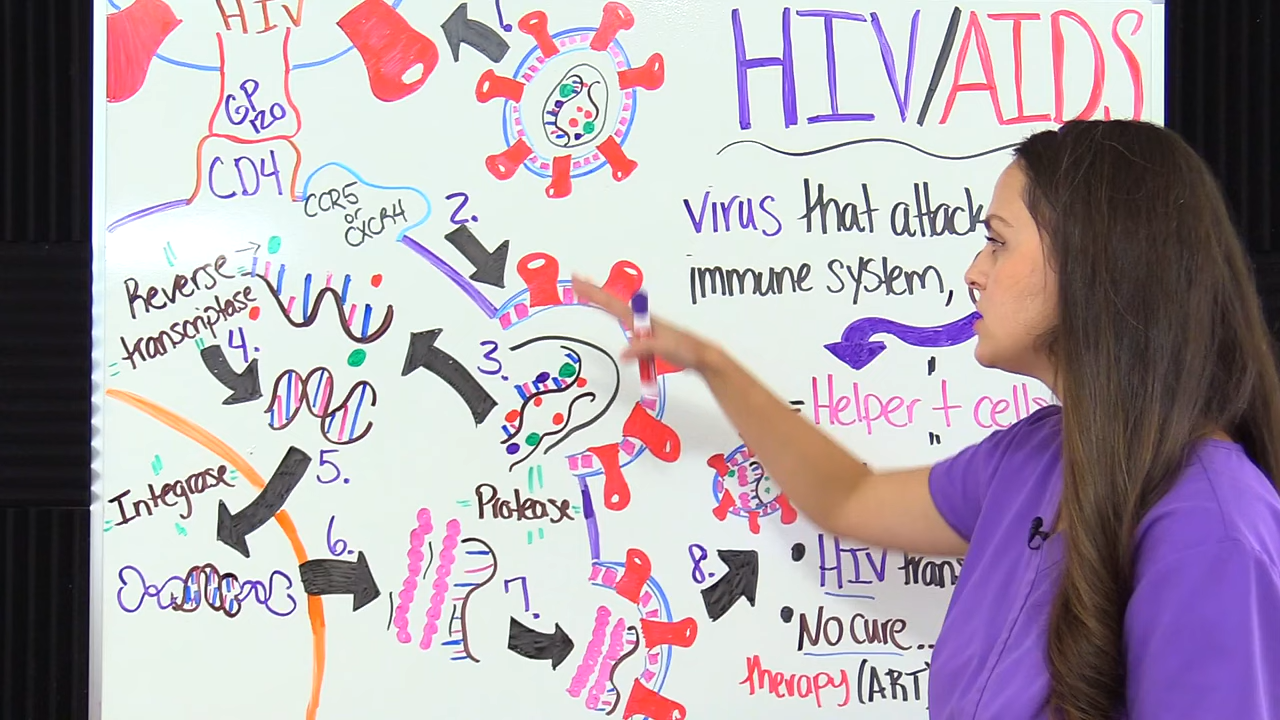 HIV
GP
120
CD4
CCR5
or
CXCR4
1.
2.
Reverse
transcriptase
3.
4.
5.
Integrase
Protease
6.
7.
8.
HIV/AIDS
virus that attack
immune system,
"
= Helper t cells
"
• HIV trans
• No cure..
therapy (ART)